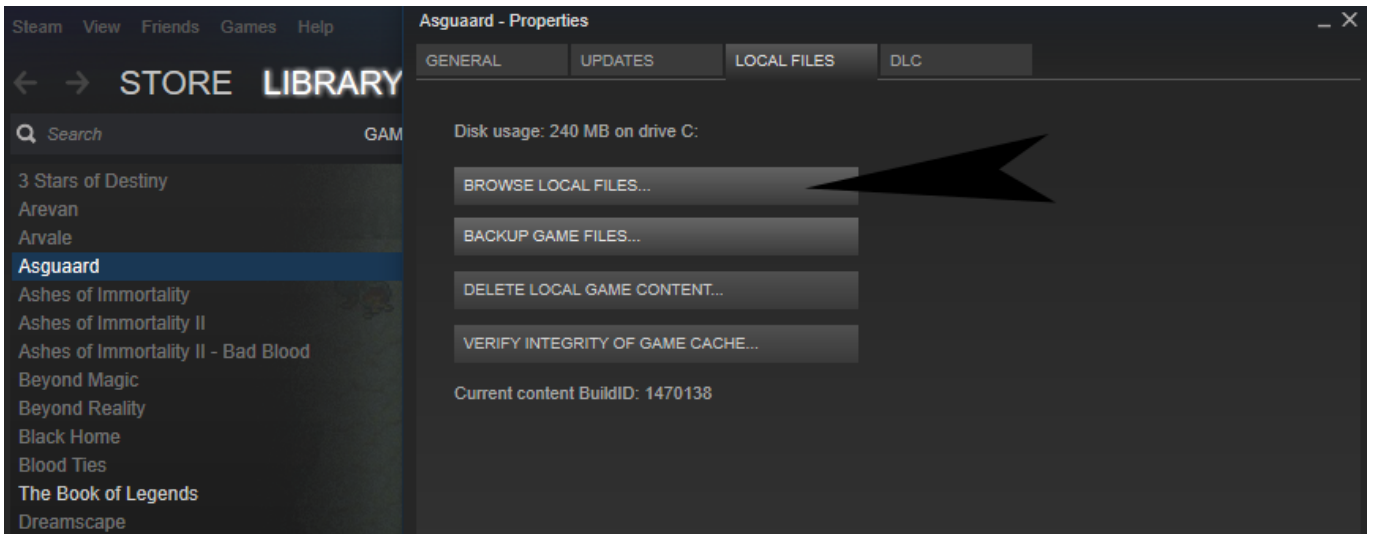 Steam View Friends Games Help
Asguaard - Properties
STORE LIBRARY
GENERAL UPDATES LOCAL FILES DLC
Search GAM
Disk usage: 240 MB on drive C:
3 Stars of Destiny
Arevan
Arvale
Asguaard
Ashes of Immortality
Ashes of Immortality II
Ashes of Immortality II - Bad Blood
Beyond Magic
Beyond Reality
Black Home
Blood Ties
The Book of Legends
Dreamscape
BROWSE LOCAL FILES...
BACKUP GAME FILES...
DELETE LOCAL GAME CONTENT...
VERIFY INTEGRITY OF GAME CACHE...
Current content BuildID: 1470138